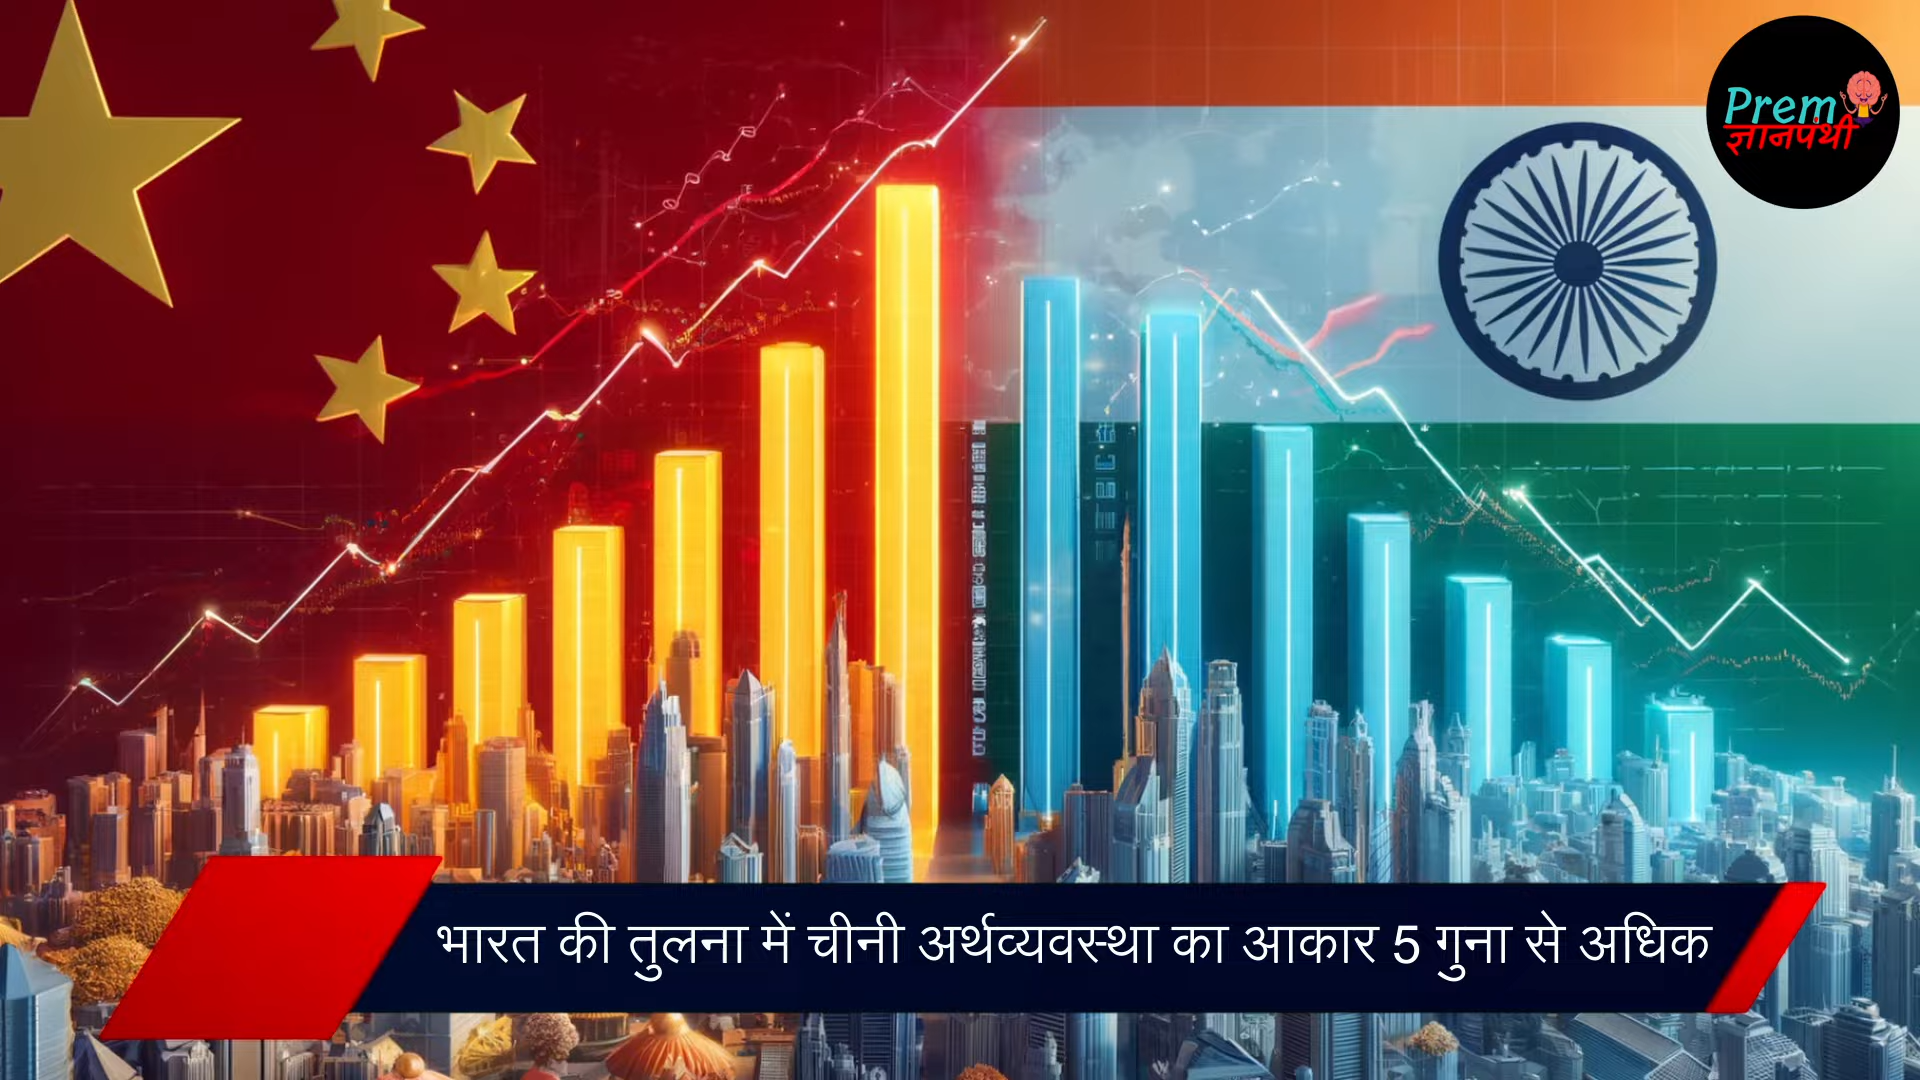 Prem
ज्ञानपंथी
भारत की तुलना में चीनी अर्थव्यवस्था का आकार 5 गुना से अधिक